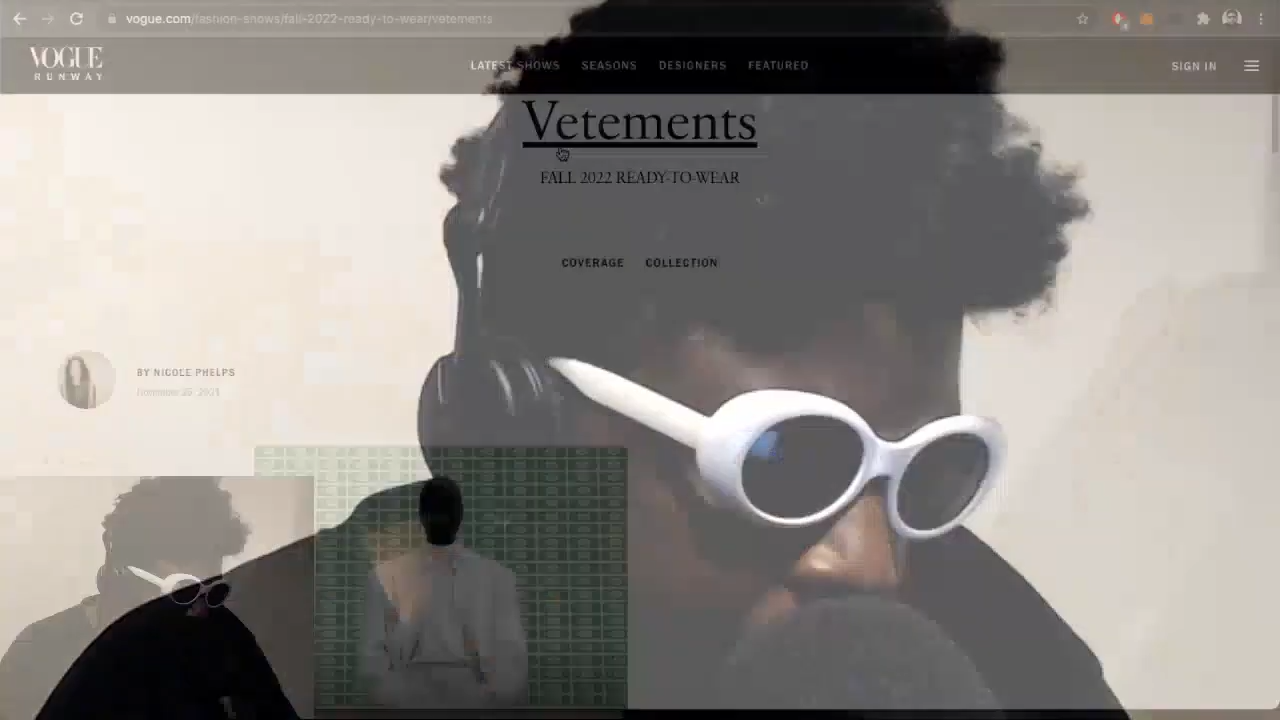 vogue.com/fashion-shows/fall-2022-ready-to-wear/vetements
VOGUE
RUNWAY
LATEST SHOWS SEASONS DESIGNERS FEATURED
SIGN IN
Vetements
FALL 2022 READY-TO-WEAR
COVERAGE COLLECTION
BY NICOLE PHELPS